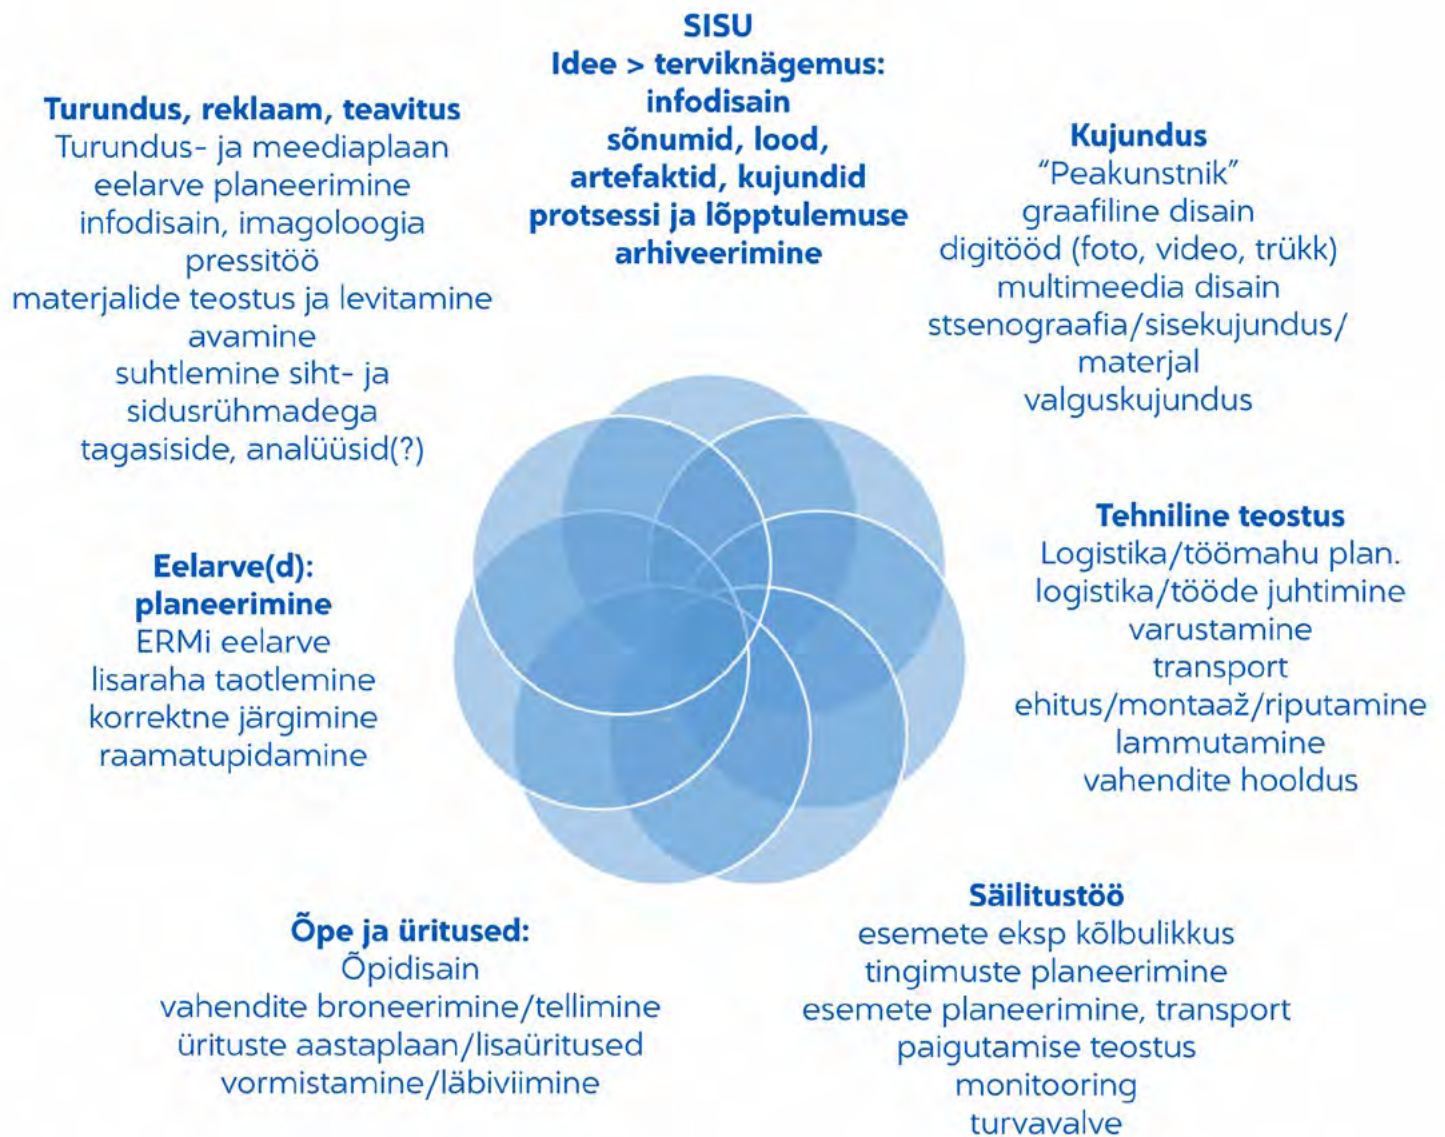 SISU
Idee > terviknägemus:
infodisain
sõnumid, lood,
artefaktid, kujundid
protsessi ja lõpptulemuse
arhiveerimine
Turundus, reklaam, teavitus
Turundus- ja meediaplaan
eelarve planeerimine
infodisain, imagoloogia
pressitöö
materjalide teostus ja levitamine
avamine
suhtlemine siht- ja
sidusrühmadega
tagasiside, analüüsid(?)
Kujundus
“Peakunstnik”
graafiline disain
digitööd (foto, video, trükk)
multimeedia disain
stsenograafia/sisekujundus/
materjal
valguskujundus
Eelarve(d):
planeerimine
ERMi eelarve
lisaraha taotlemine
korrektne järgimine
raamatupidamine
Tehniline teostus
Logistika/töömahu plan.
logistika/tööde juhtimine
varustamine
transport
ehitus/montaaž/riputamine
lammutamine
vahendite hooldus
Õpe ja üritused:
Õpidisain
vahendite broneerimine/tellimine
ürituste aastaplaan/lisaüritused
vormistamine/läbiviimine
Säilitustöö
esemete eksp kõlbulikkus
tingimuste planeerimine
esemete planeerimine, transport
paigutamise teostus
monitooring
turvavalve